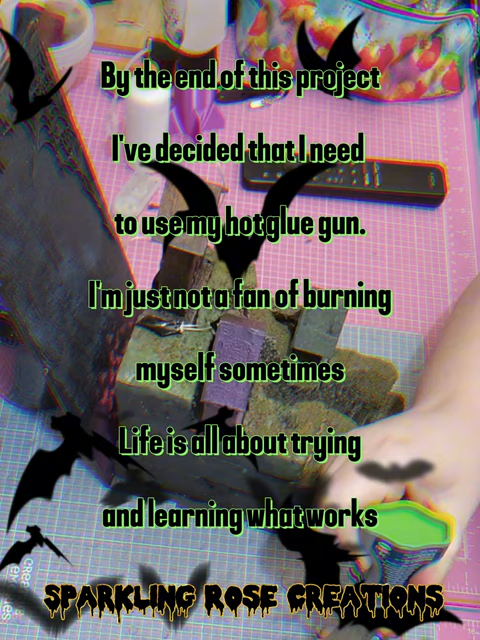 By the end of this project
I've decided that I need
to use my hot glue gun.
I'm just not a fan of burning
myself sometimes
Life is all about trying
and learning what works
SPARKLING ROSE CREATIONS